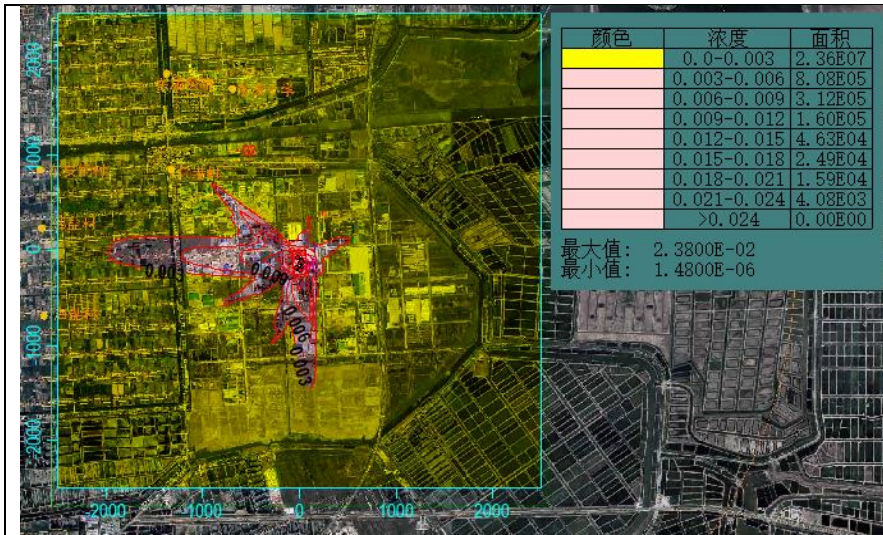 颜色 浓度 面积
0.0-0.003 2.36E07
0.003-0.006 8.08E05
0.006-0.009 3.12E05
0.009-0.012 1.60E05
0.012-0.015 4.63E04
0.015-0.018 2.49E04
0.018-0.021 1.59E04
0.021-0.024 4.08E03
>0.024 0.00E00
最大值: 2.3800E-02
最小值: 1.4800E-06
2000
1000
0
-1000
-2000
0.003
0.009
0.006
0.003
-2000 -1000 0 1000 2000